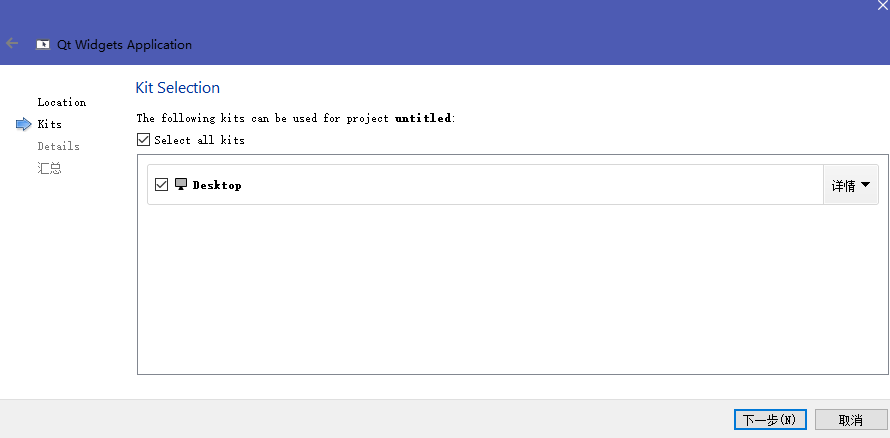 Qt Widgets Application
Location
Kits
Details
汇总
Kit Selection
The following kits can be used for project untitled:
Select all kits
Desktop
详情
下一步(N)
取消